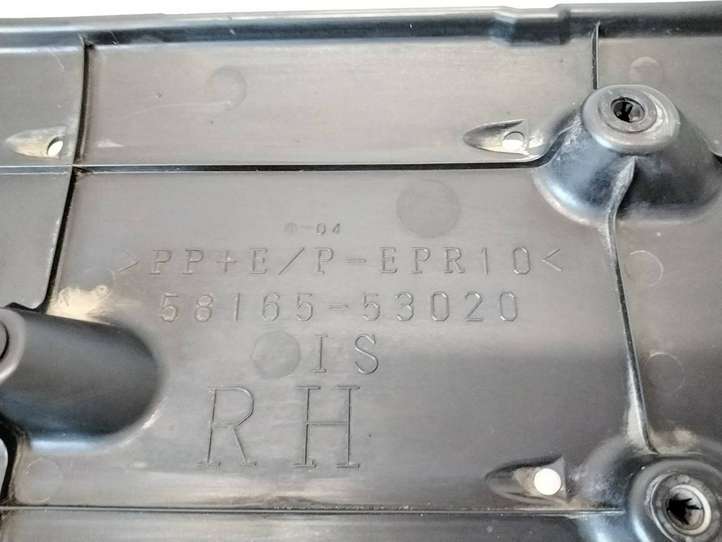 >PP+E/P-EPR10<
58165-53020
IS
RH